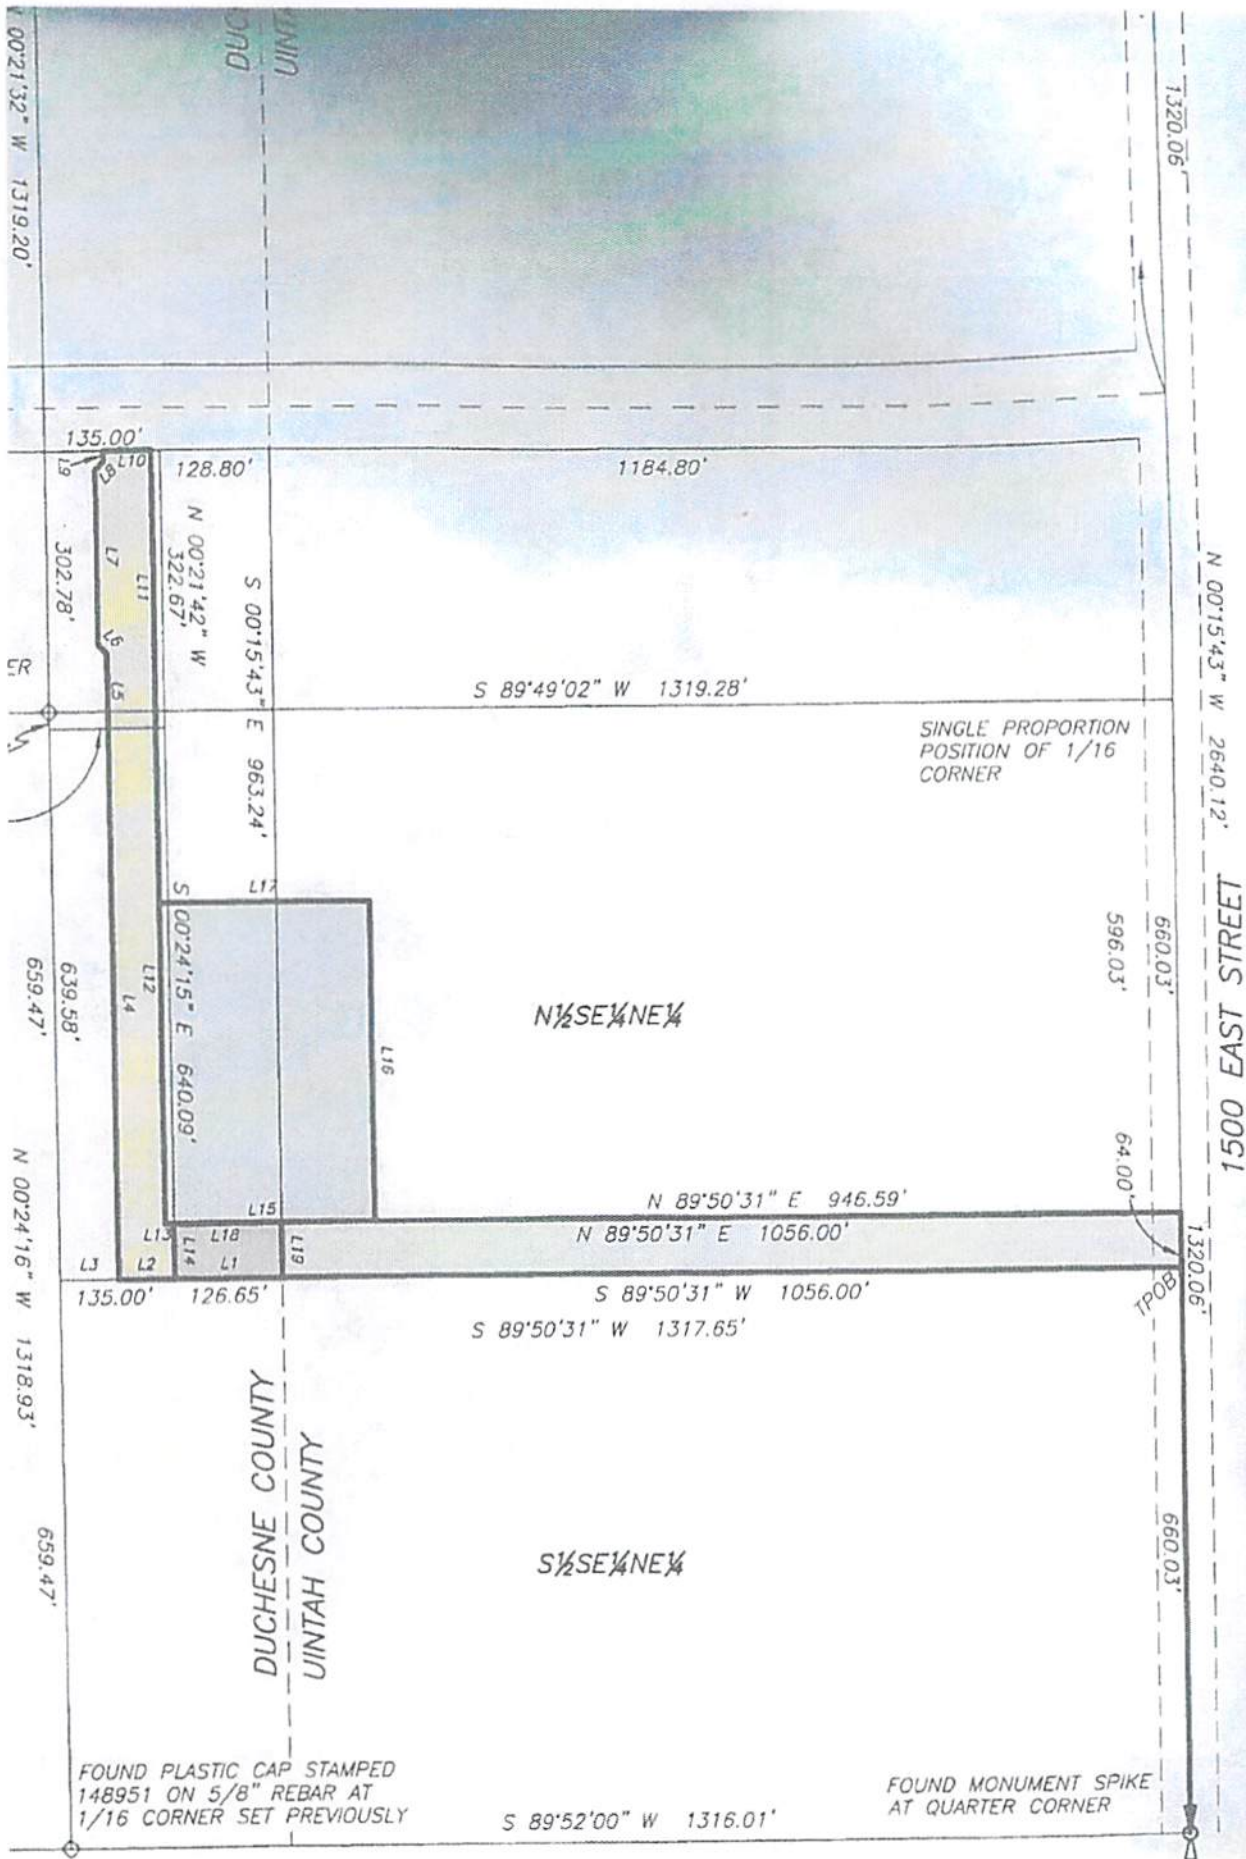 DUC
UINTA
N 00°21'32" W 1319.20'
1320.06'
135.00'
L10
L9
L8
128.80'
1184.80'
L7
L11
302.78'
N 00°21'42" W
322.67'
S 00°15'43" E 963.24'
N 00°15'43" W 2640.12'
L6
ER
L5
S 89°49'02" W 1319.28'
SINGLE PROPORTION
POSITION OF 1/16
CORNER
1500 EAST STREET
L17
S 00°24'15" E 640.09'
L12
L4
639.58'
659.47'
660.03'
596.03'
N½SE¼NE¼
L16
64.00'
N 89°50'31" E 946.59'
L15
L13
L18
L14
L19
N 89°50'31" E 1056.00'
1320.06'
L3
L2
L1
TPOB
135.00'
126.65'
S 89°50'31" W 1056.00'
S 89°50'31" W 1317.65'
N 00°24'16" W 1318.93'
DUCHESNE COUNTY
UINTAH COUNTY
S½SE¼NE¼
659.47'
660.03'
FOUND PLASTIC CAP STAMPED
148951 ON 5/8" REBAR AT
1/16 CORNER SET PREVIOUSLY
FOUND MONUMENT SPIKE
AT QUARTER CORNER
S 89°52'00" W 1316.01'